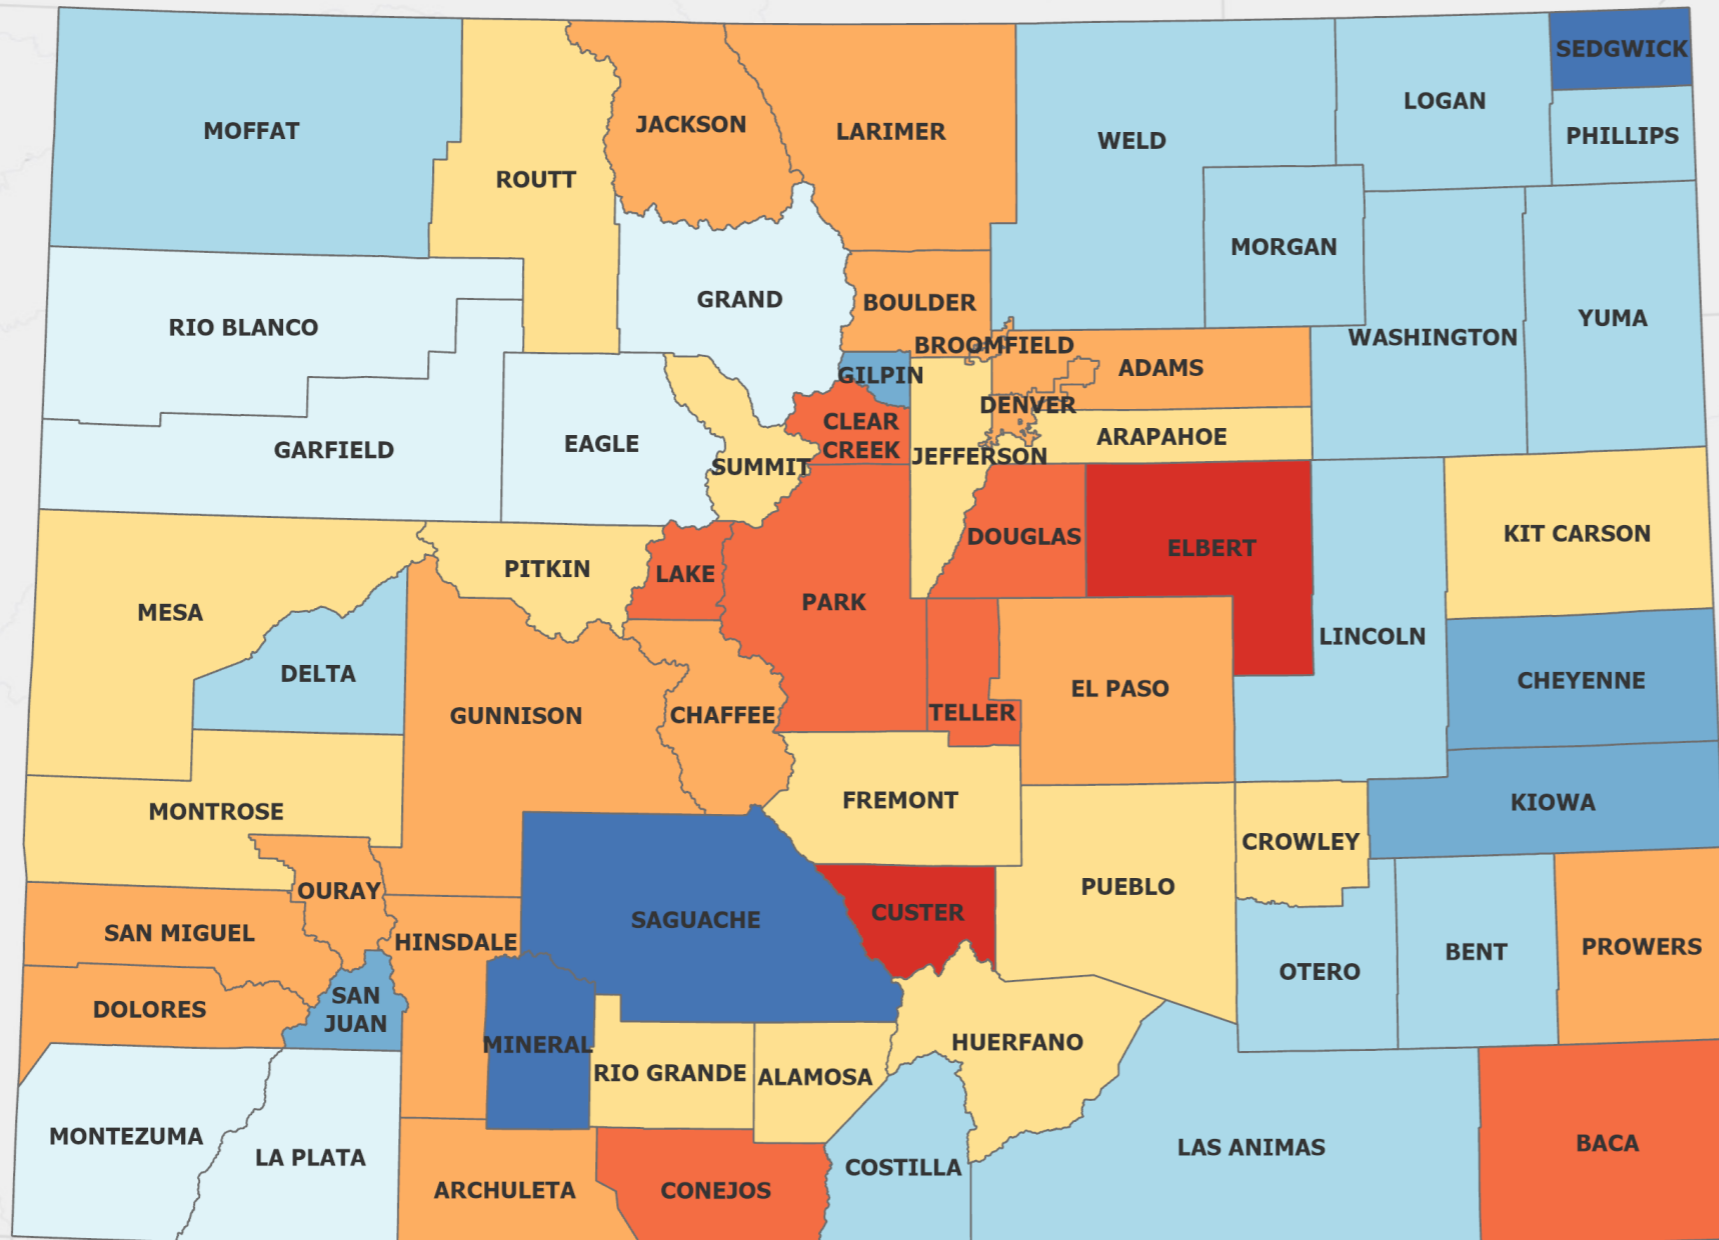 SEDGWICK
LOGAN
JACKSON
MOFFAT
LARIMER
PHILLIPS
WELD
ROUTT
MORGAN
GRAND
BOULDER
YUMA
RIO BLANCO
WASHINGTON
BROOMFIELD
ADAMS
GILPIN
DENVER
CLEAR
CREEK
ARAPAHOE
EAGLE
GARFIELD
JEFFERSON
SUMMIT
KIT CARSON
DOUGLAS
ELBERT
PITKIN
LAKE
PARK
MESA
LINCOLN
DELTA
CHEYENNE
EL PASO
TELLER
GUNNISON
CHAFFEE
FREMONT
KIOWA
MONTROSE
CROWLEY
PUEBLO
OURAY
CUSTER
SAGUACHE
SAN MIGUEL
HINSDALE
PROWERS
BENT
OTERO
SAN
JUAN
DOLORES
HUERFANO
MINERAL
RIO GRANDE
ALAMOSA
MONTEZUMA
BACA
LAS ANIMAS
LA PLATA
COSTILLA
ARCHULETA
CONEJOS